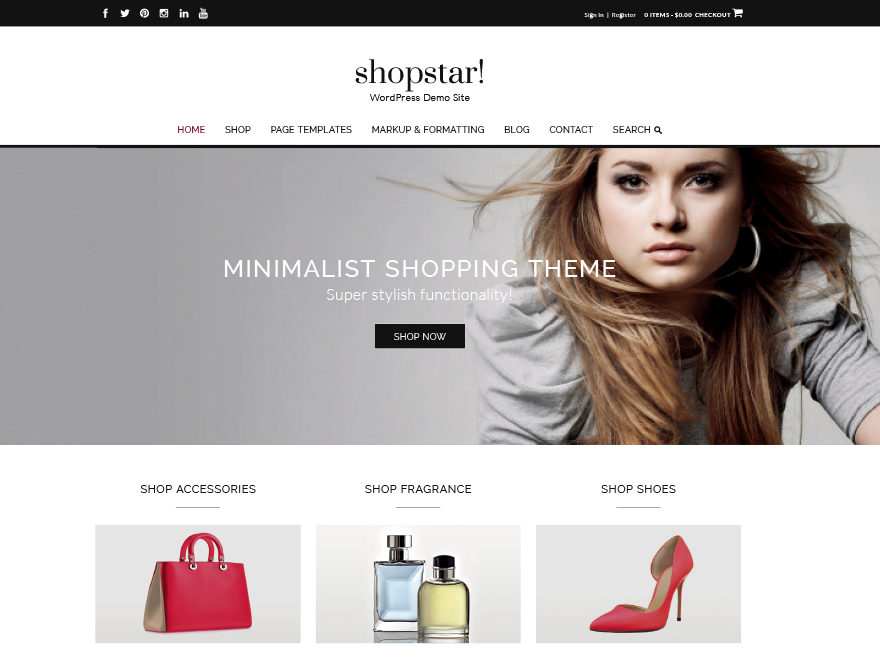 Sign In | Register 0 ITEMS - $0.00 CHECKOUT
shopstar!
WordPress Demo Site
HOME SHOP PAGE TEMPLATES MARKUP & FORMATTING BLOG CONTACT SEARCH
MINIMALIST SHOPPING THEME
Super stylish functionality!
SHOP NOW
SHOP ACCESSORIES SHOP FRAGRANCE SHOP SHOES